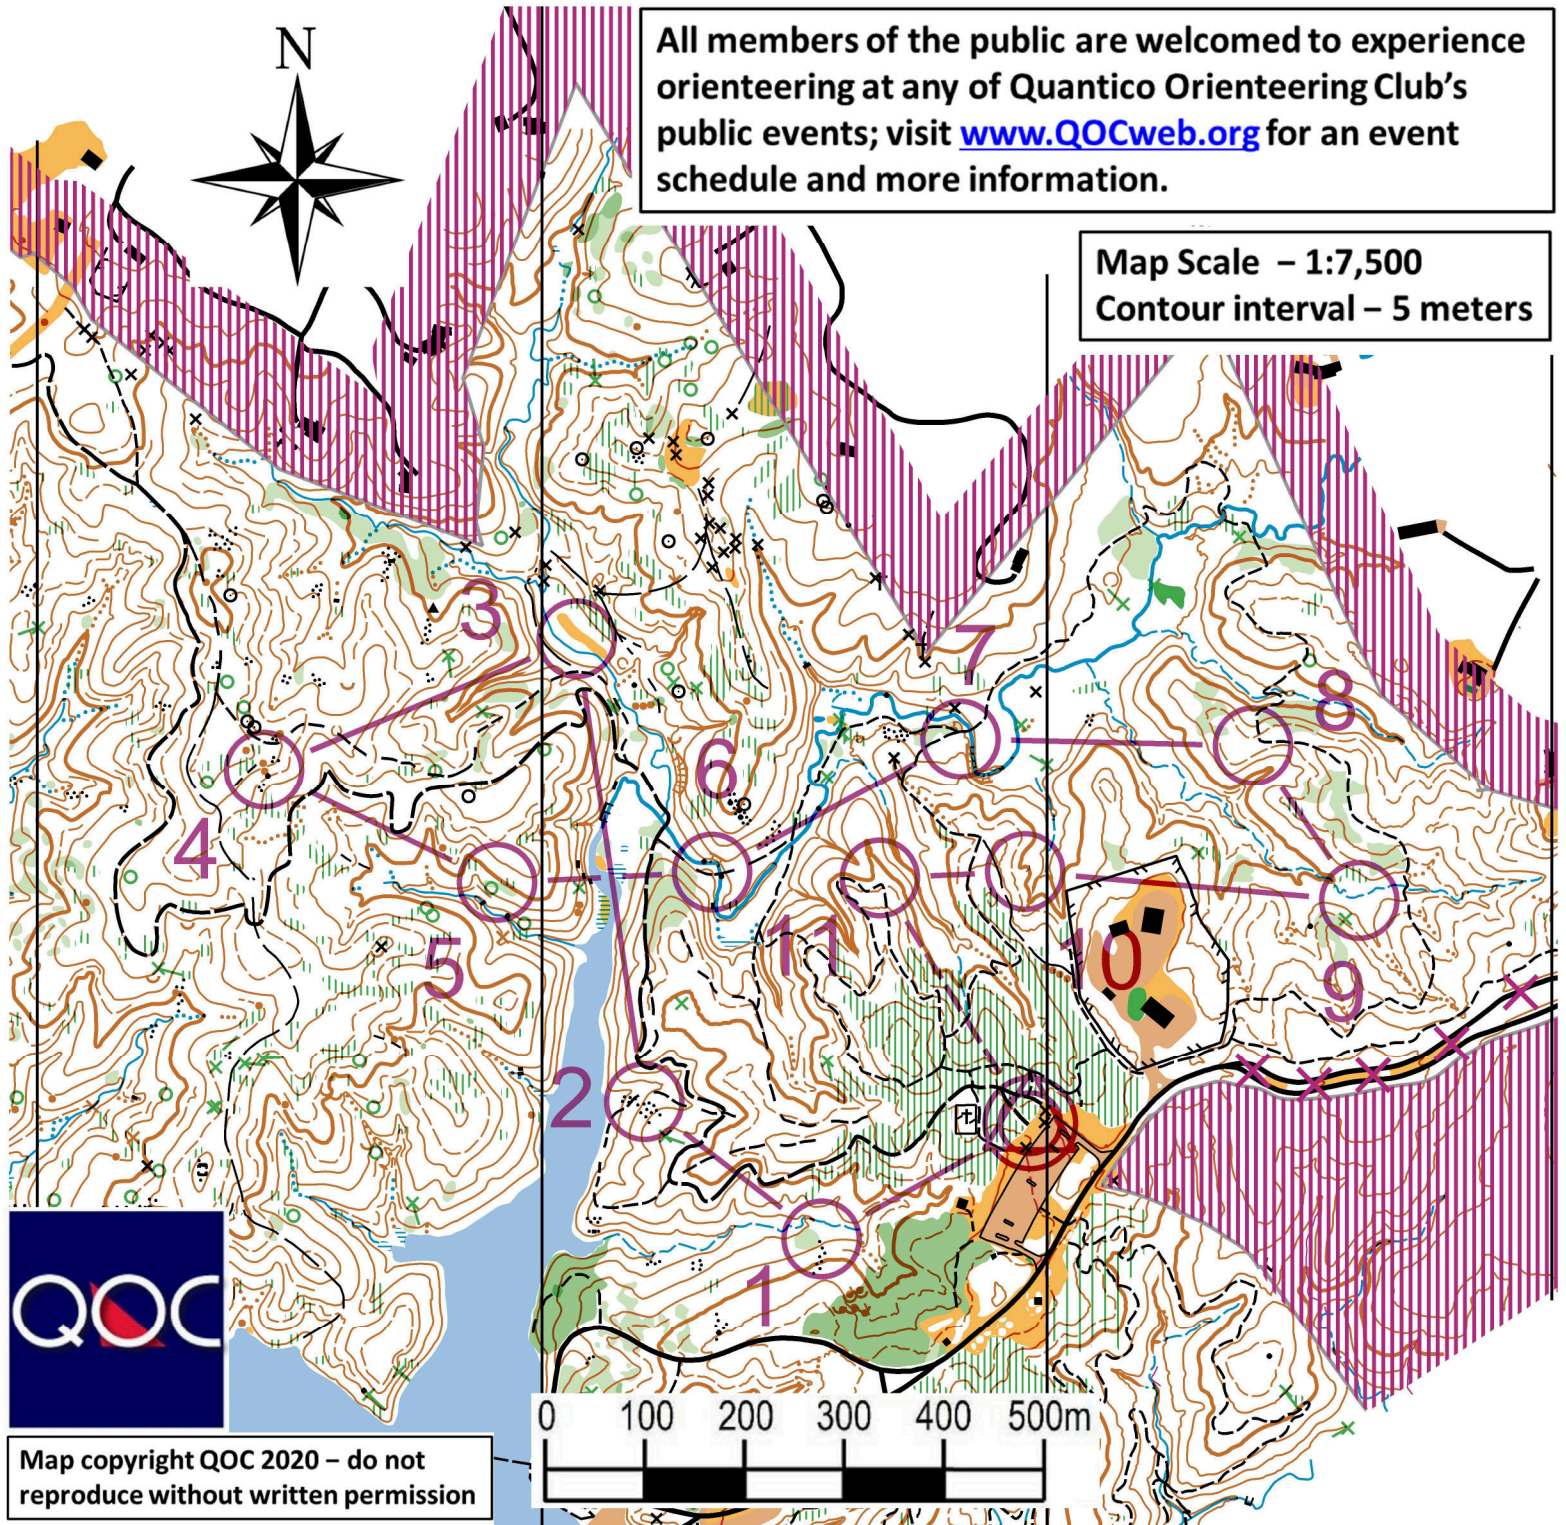 N
All members of the public are welcomed to experience
orienteering at any of Quantico Orienteering Club's
public events; visit www.QOCweb.org for an event
schedule and more information.
Map Scale – 1:7,500
Contour interval – 5 meters
3
7
8
6
4
5
11
10
9
2
1
QOC
0 100 200 300 400 500m
Map copyright QOC 2020 – do not
reproduce without written permission